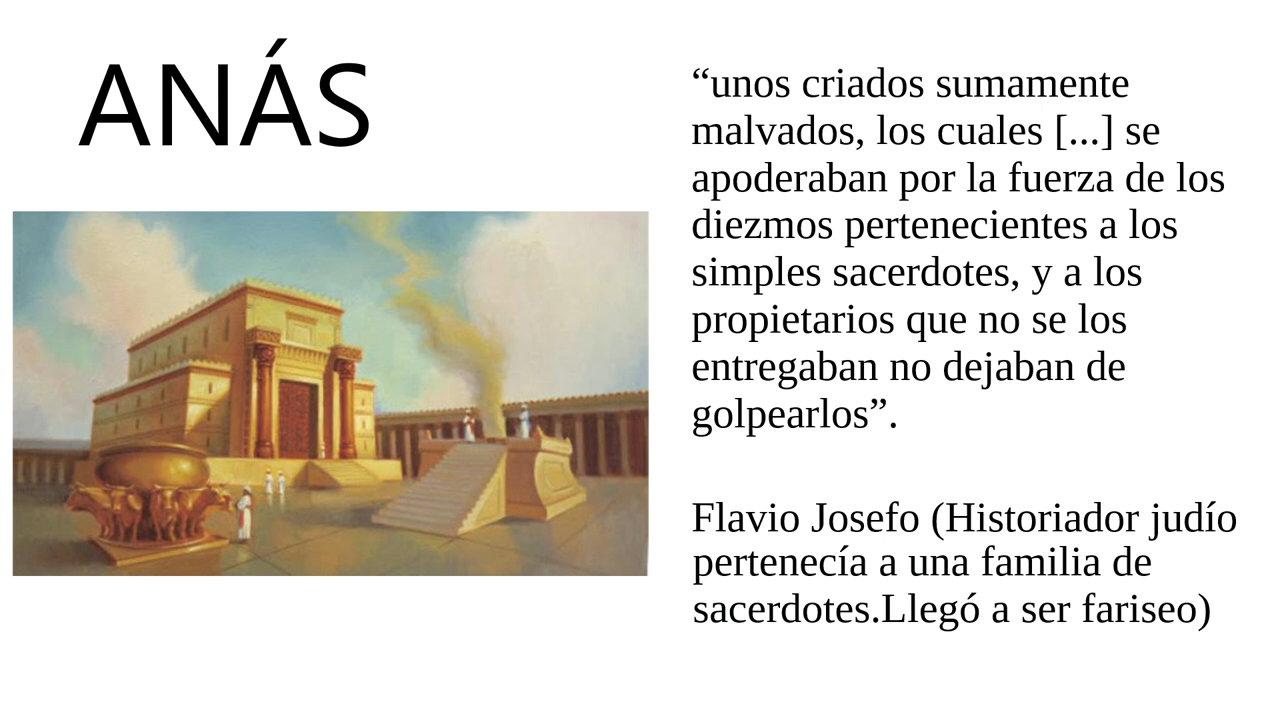 ANÁS
“unos criados sumamente
malvados, los cuales [...] se
apoderaban por la fuerza de los
diezmos pertenecientes a los
simples sacerdotes, y a los
propietarios que no se los
entregaban no dejaban de
golpearlos”.
Flavio Josefo (Historiador judío
pertenecía a una familia de
sacerdotes.Llegó a ser fariseo)